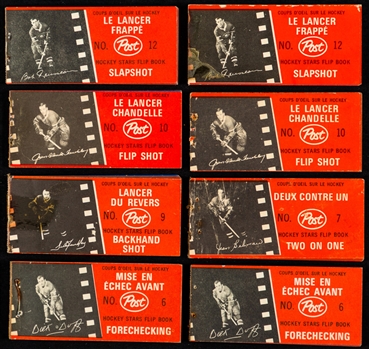 COUPS D'OEIL SUR LE HOCKEY
LE LANCER
FRAPPÉ
NO. Post 12
HOCKEY STARS FLIP BOOK
SLAPSHOT
COUPS D'OEIL SUR LE HOCKEY
LE LANCER
FRAPPÉ
NO. Post 12
HOCKEY STARS FLIP BOOK
SLAPSHOT
COUPS D'OEIL SUR LE HOCKEY
LE LANCER
CHANDELLE
NO. Post 10
HOCKEY STARS FLIP BOOK
FLIP SHOT
COUPS D'OEIL SUR LE HOCKEY
LE LANCER
CHANDELLE
NO. Post 10
HOCKEY STARS FLIP BOOK
FLIP SHOT
COUPS D'OEIL SUR LE HOCKEY
LE LANCER
DU REVERS
NO. Post 9
HOCKEY STARS FLIP BOOK
BACKHAND
SHOT
COUPS D'OEIL SUR LE HOCKEY
DEUX CONTRE UN
NO. Post 7
HOCKEY STARS FLIP BOOK
TWO ON ONE
COUPS D'OEIL SUR LE HOCKEY
MISE EN
ÉCHEC AVANT
NO. Post 6
HOCKEY STARS FLIP BOOK
FORECHECKING
COUPS D'OEIL SUR LE HOCKEY
MISE EN
ÉCHEC AVANT
NO. Post 6
HOCKEY STARS FLIP BOOK
FORECHECKING